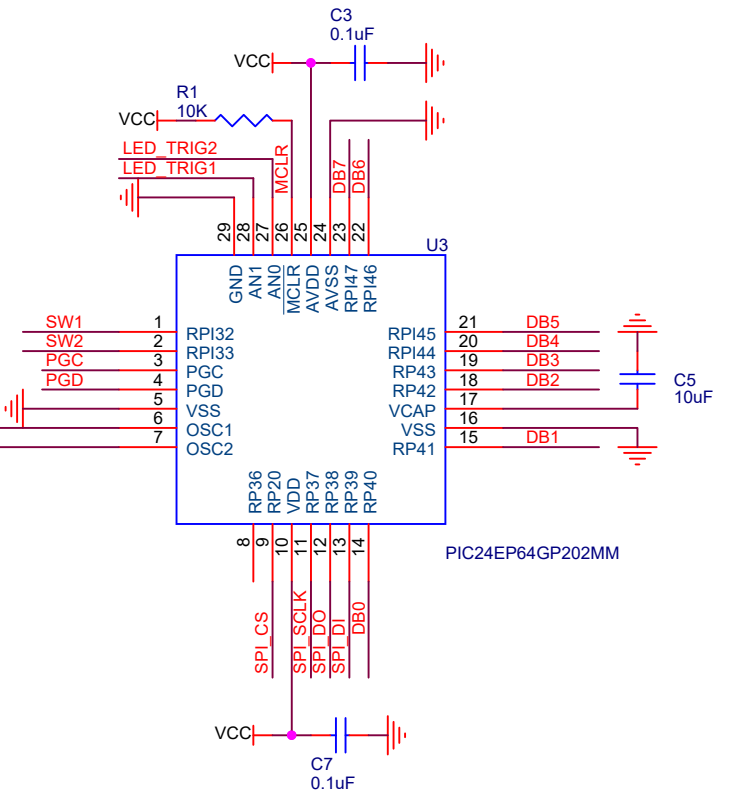 C3
0.1uF
VCC
R1
10K
VCC
LED_TRIG2
LED_TRIG1
MCLR
DB7
DB6
29
28
27
26
25
24
23
22
U3
GND
AN1
AN0
MCLR
AVDD
AVSS
RPI47
RPI46
SW1 1 RPI32
SW2 2 RPI33
PGC 3 PGC
PGD 4 PGD
5 VSS
6 OSC1
7 OSC2
RPI45 21 DB5
RPI44 20 DB4
RP43 19 DB3
RP42 18 DB2
VCAP 17
VSS 16
RP41 15 DB1
C5
10uF
RP36
RP20
VDD
RP37
RP38
RP39
RP40
8
9
10
11
12
13
14
PIC24EP64GP202MM
SPI_CS
SPI_SCLK
SPI_DO
SPI_DI
DB0
VCC
C7
0.1uF